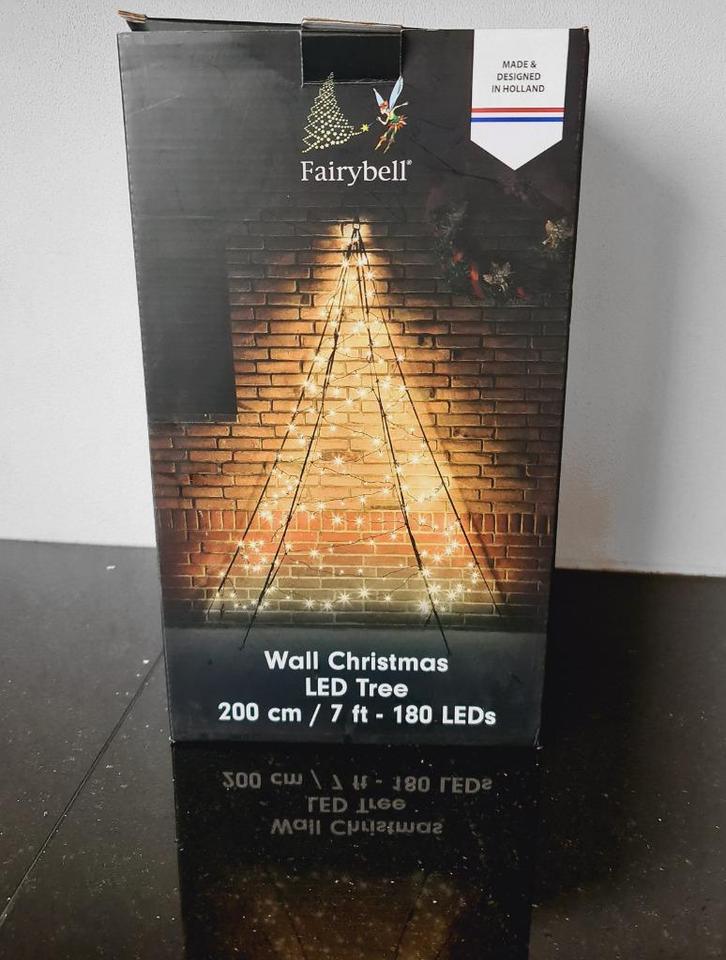 MADE &
DESIGNED
IN HOLLAND
Fairybell®
Wall Christmas
LED Tree
200 cm / 7 ft - 180 LEDs